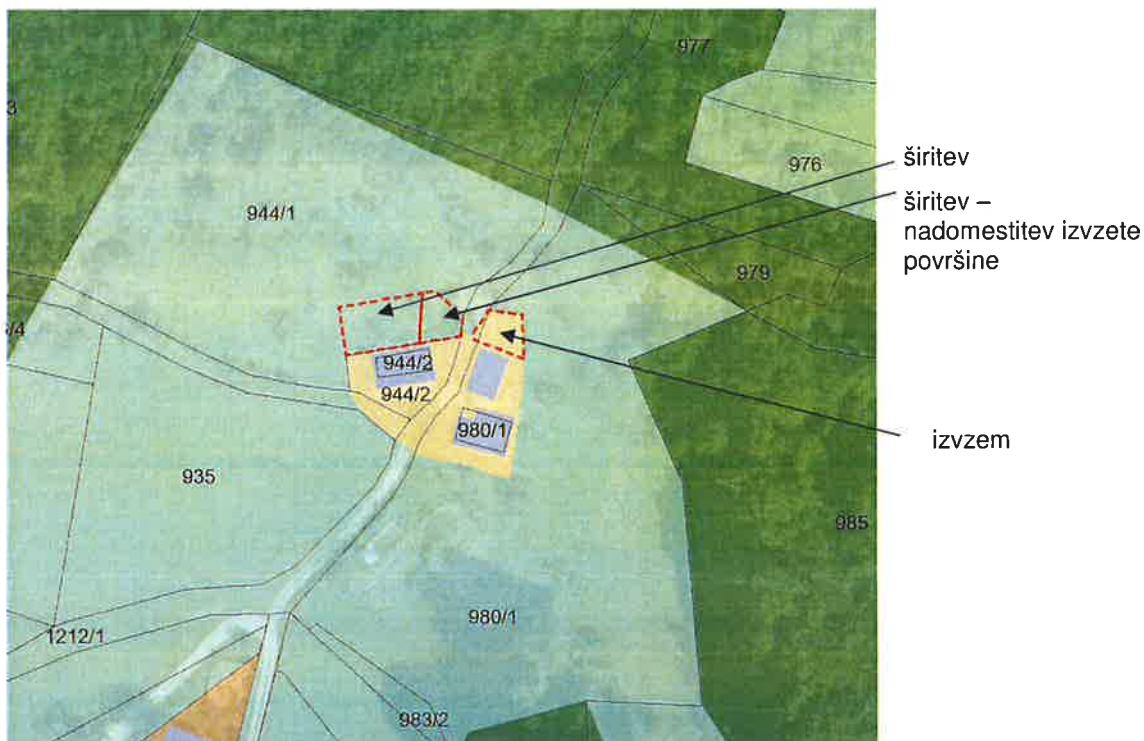 977
3
976
944/1
979
944/2
944/2
980/1
935
985
980/1
1212/1
983/2
širitev
širitev –
nadomestitev izvzete
površine
izvzem